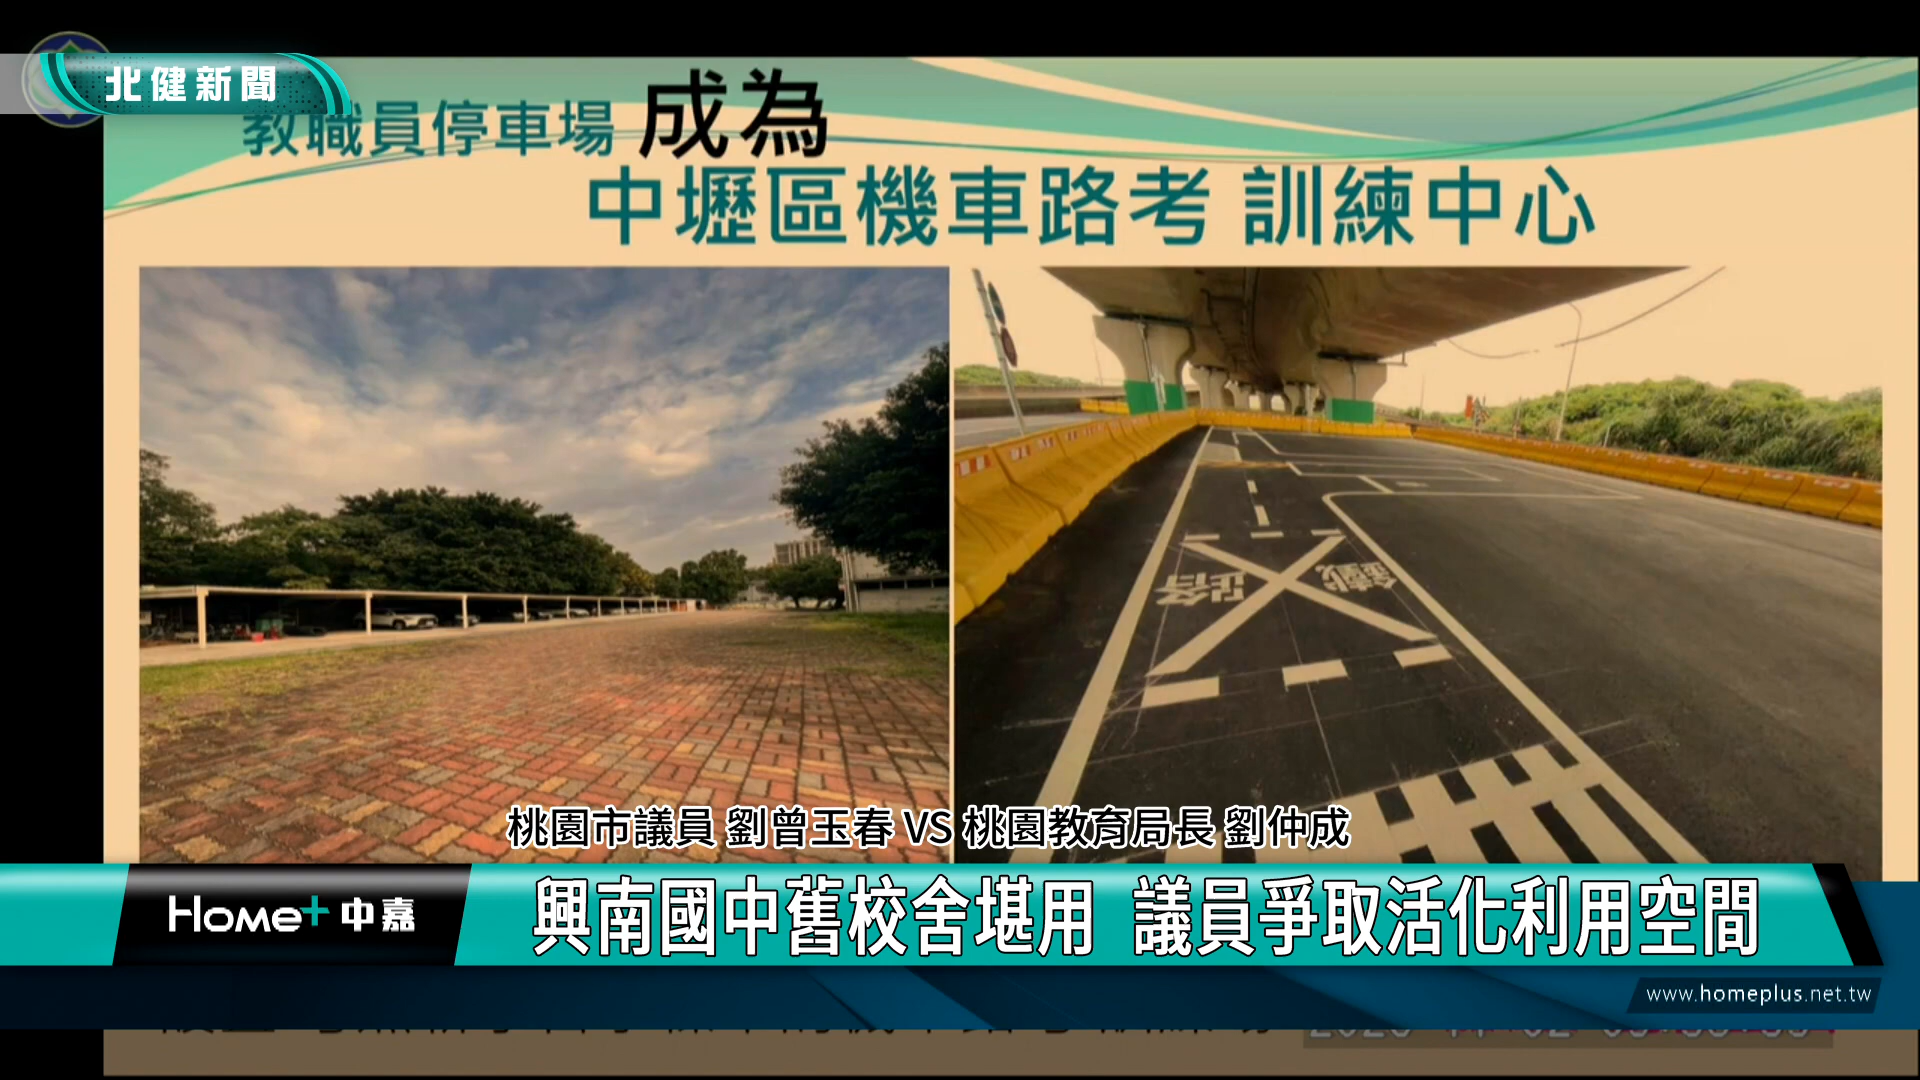 北健新聞
教職員停車場 成為
中壢區機車路考 訓練中心
桃園市議員 劉曾玉春 VS 桃園教育局長 劉仲成
Home+ 中嘉
興南國中舊校舍堪用 議員爭取活化利用空間
www.homeplus.net.tw